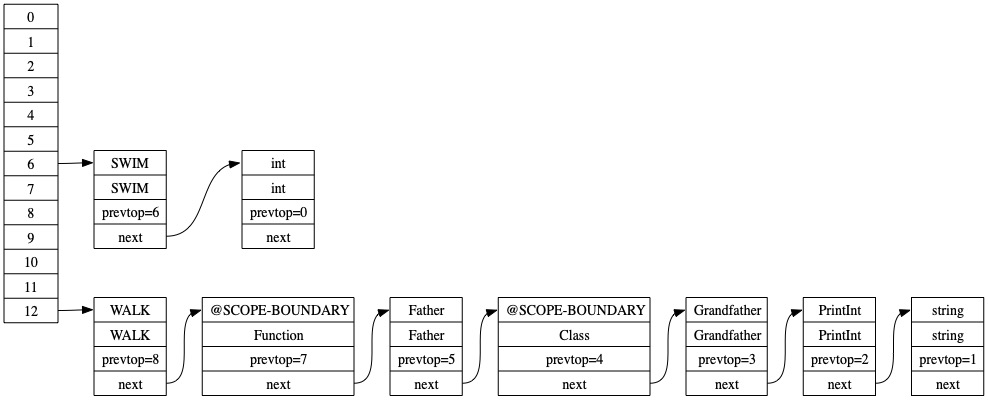 0
1
2
3
4
5
6
7
8
9
10
11
12
SWIM
SWIM
prevtop=6
next
int
int
prevtop=0
next
WALK
WALK
prevtop=8
next
@SCOPE-BOUNDARY
Function
prevtop=7
next
Father
Father
prevtop=5
next
@SCOPE-BOUNDARY
Class
prevtop=4
next
Grandfather
Grandfather
prevtop=3
next
PrintInt
PrintInt
prevtop=2
next
string
string
prevtop=1
next